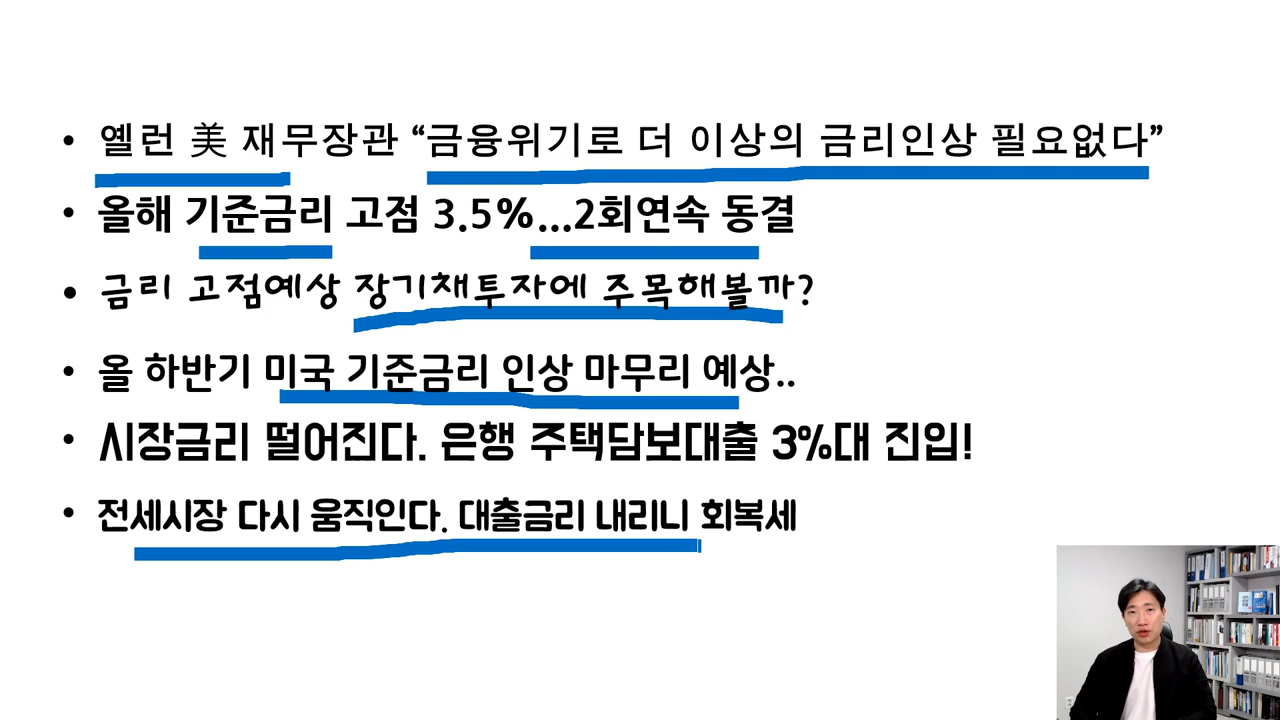 • 옐런 美 재무장관 “금융위기로 더 이상의 금리인상 필요없다”
• 올해 기준금리 고점 3.5%...2회연속 동결
• 금리 고점예상 장기채투자에 주목해볼까?
• 올 하반기 미국 기준금리 인상 마무리 예상..
• 시장금리 떨어진다. 은행 주택담보대출 3%대 진입!
• 전세시장 다시 움직인다. 대출금리 내리니 회복세